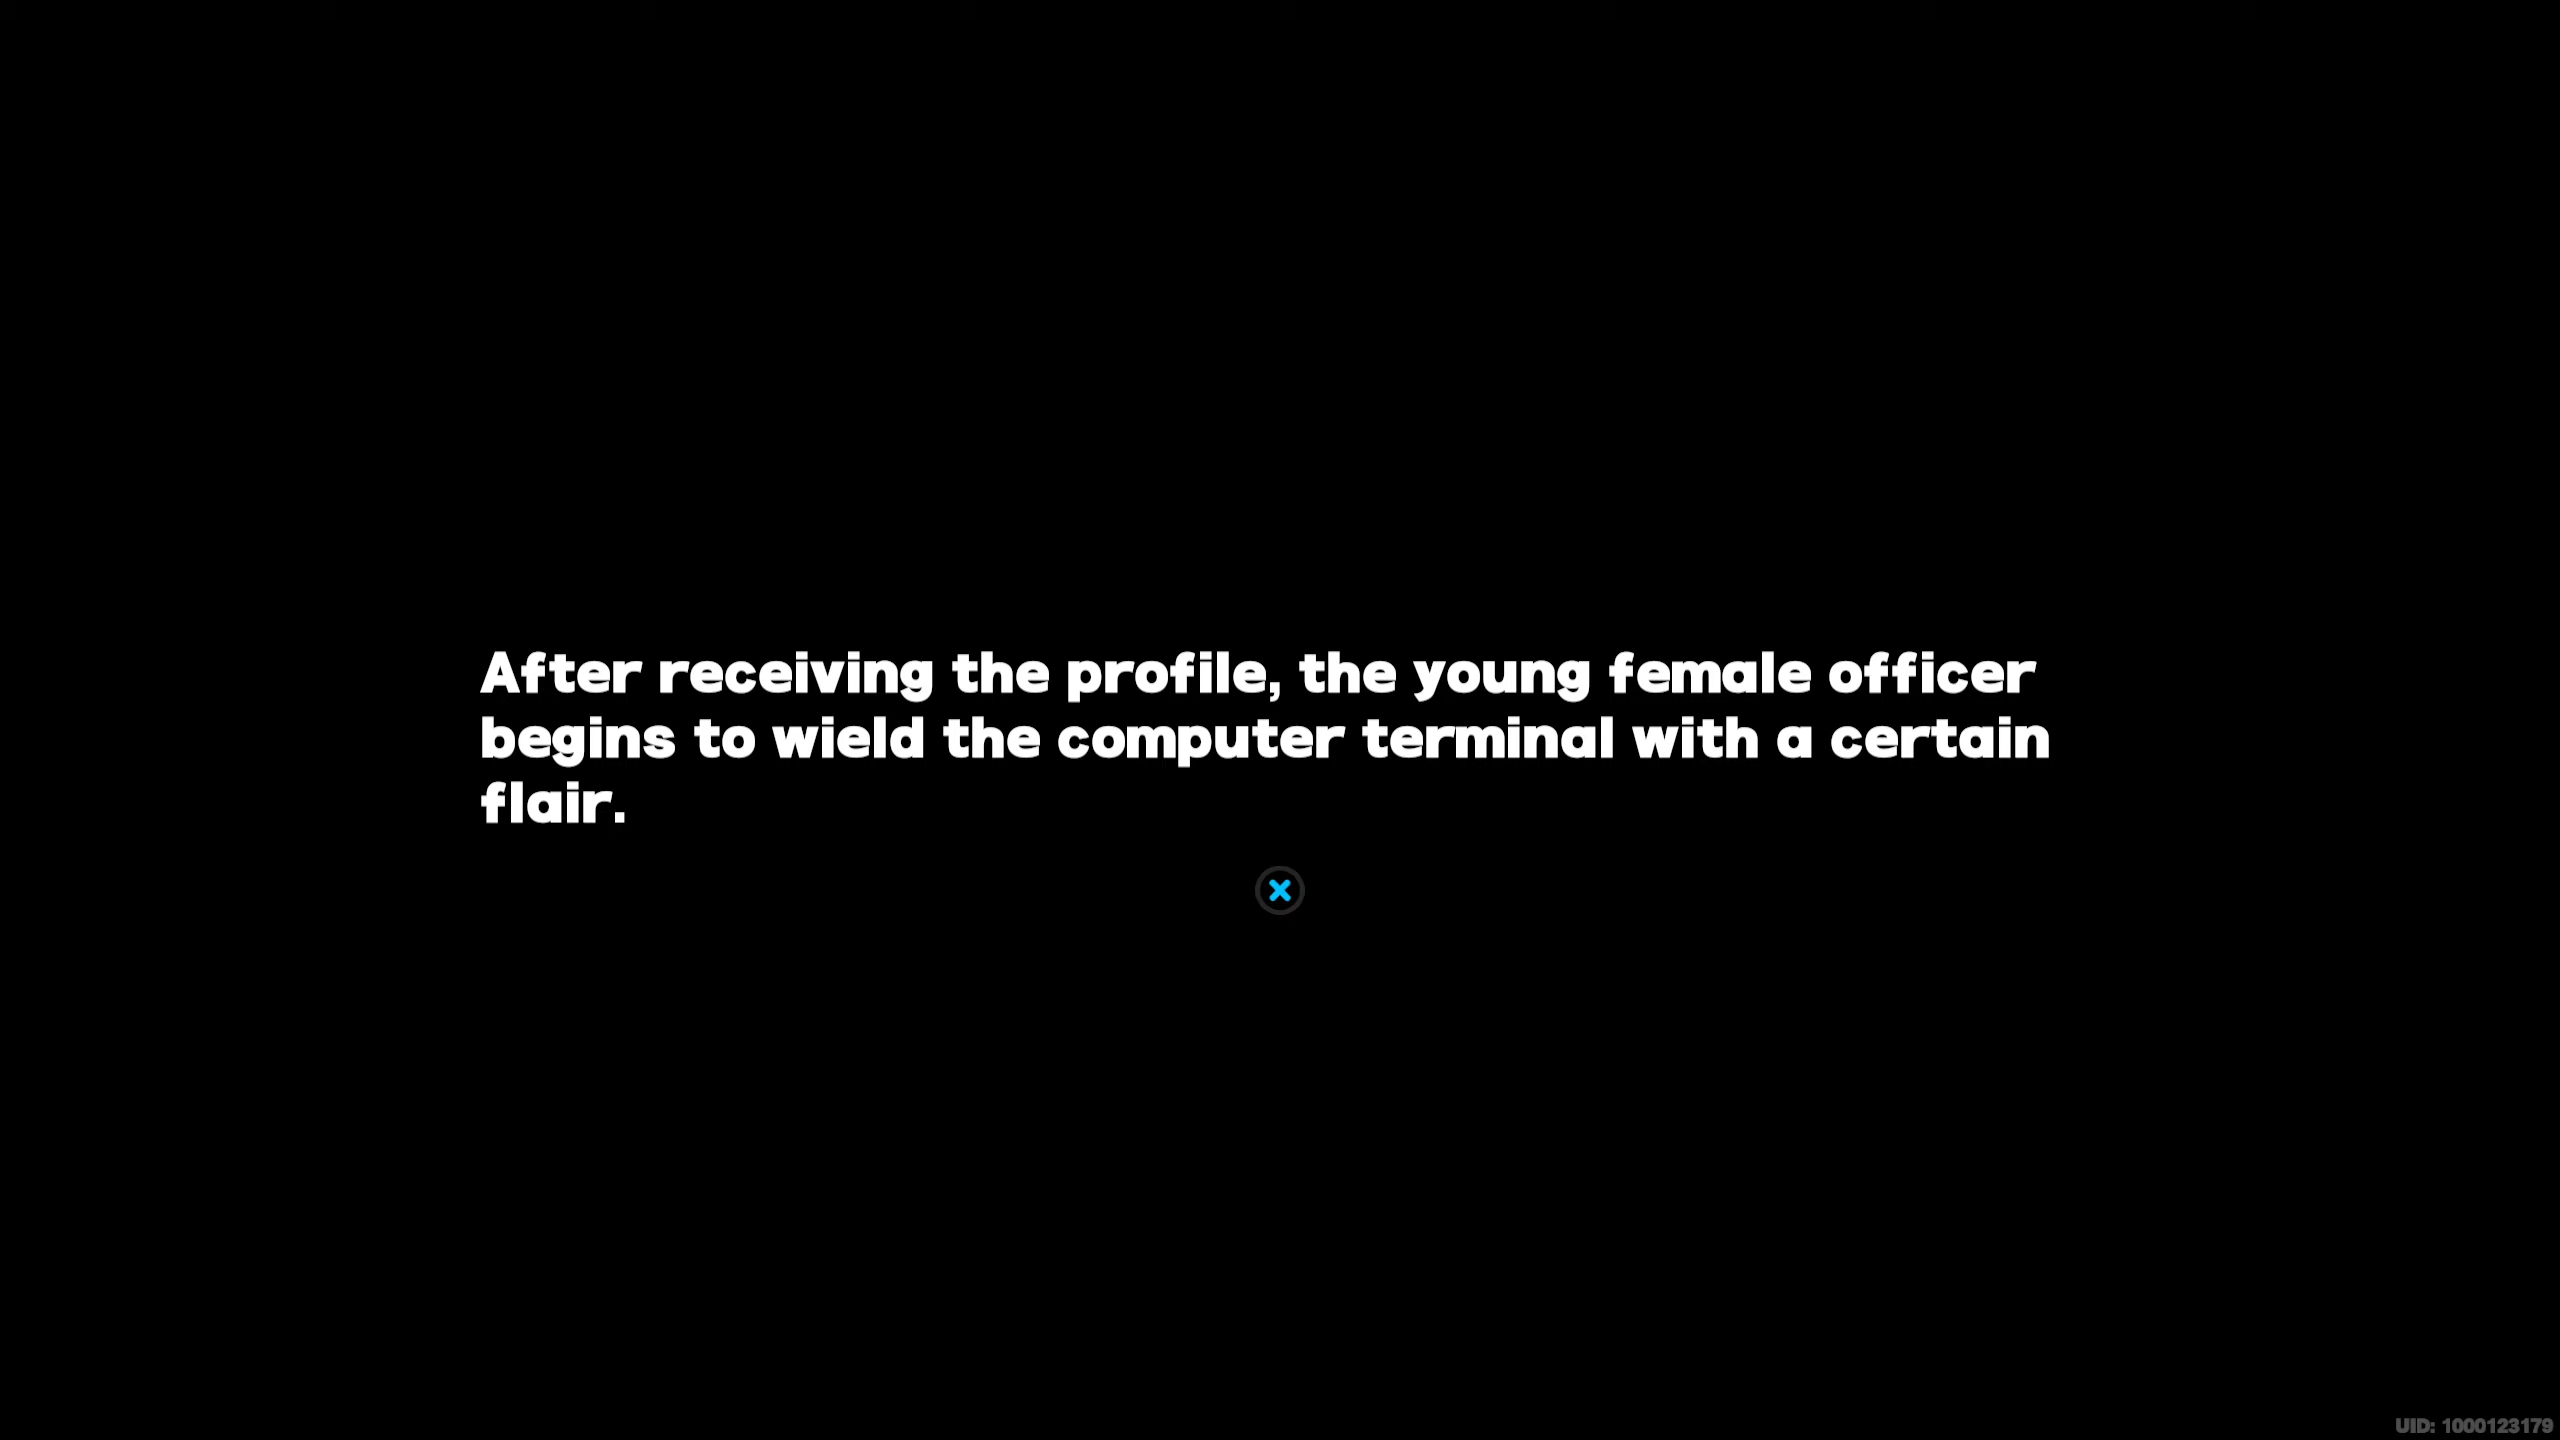 After receiving the profile, the young female officer
begins to wield the computer terminal with a certain
flair.
UID: 1000123179